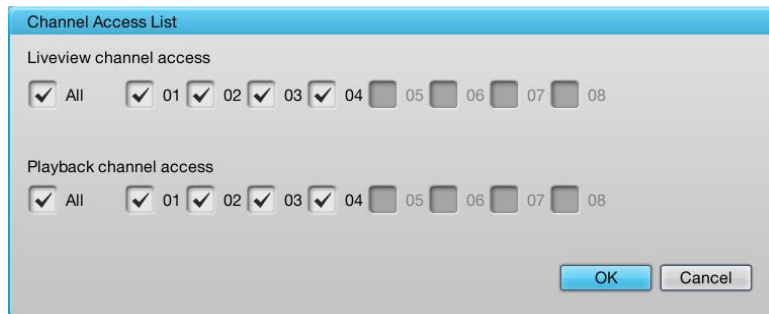 Channel Access List
Liveview channel access
All 01 02 03 04 05 06 07 08
Playback channel access
All 01 02 03 04 05 06 07 08
OK Cancel